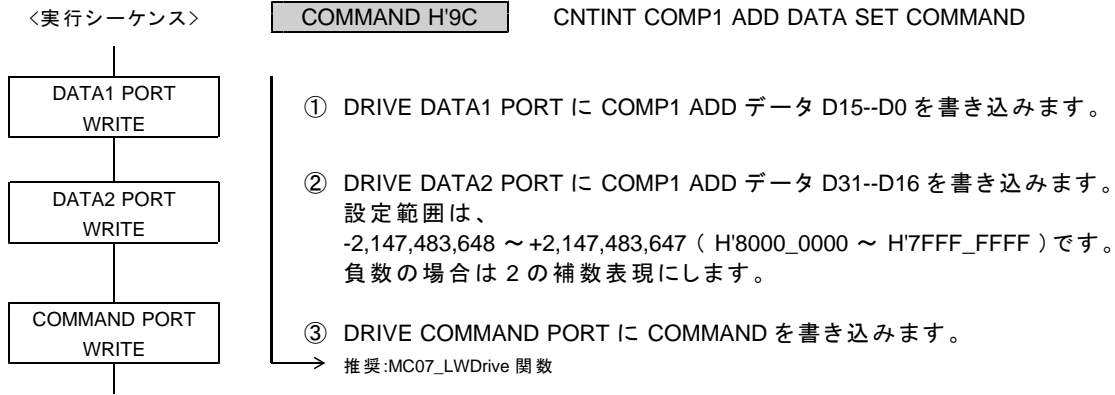 <実行シーケンス>
COMMAND H'9C
CNTINT COMP1 ADD DATA SET COMMAND
DATA1 PORT
WRITE
① DRIVE DATA1 PORT に COMP1 ADD データ D15--D0 を書き込みます。
DATA2 PORT
WRITE
② DRIVE DATA2 PORT に COMP1 ADD データ D31--D16 を書き込みます。
設定範囲は、
-2,147,483,648 ～ +2,147,483,647 ( H'8000_0000 ～ H'7FFF_FFFF ) です。
負数の場合は 2 の補数表現にします。
COMMAND PORT
WRITE
③ DRIVE COMMAND PORT に COMMAND を書き込みます。
推奨:MC07_LWDrive 関数